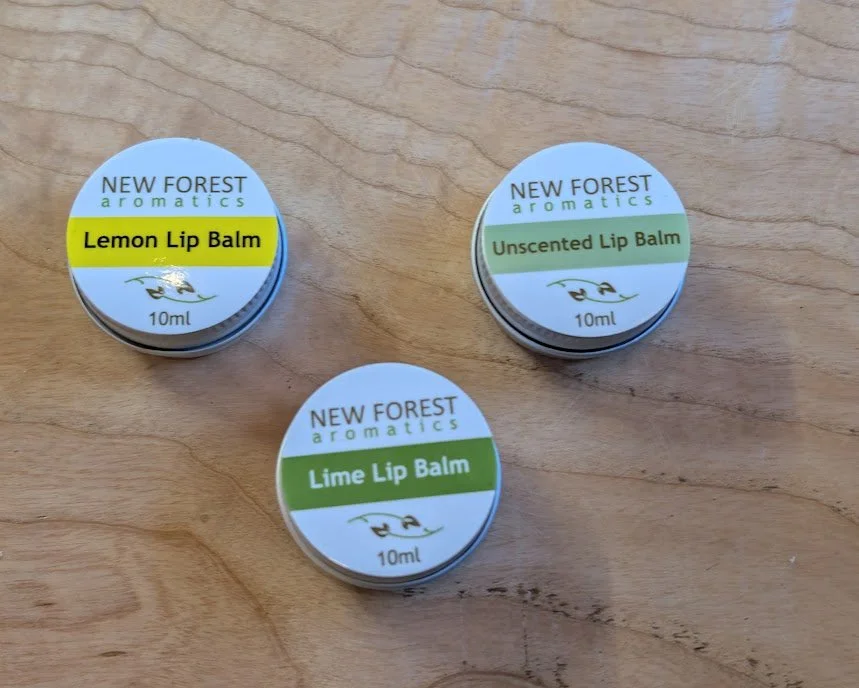 NEW FOREST
aromatics
Lemon Lip Balm
10ml
NEW FOREST
aromatics
Unscented Lip Balm
10ml
NEW FOREST
aromatics
Lime Lip Balm
10ml